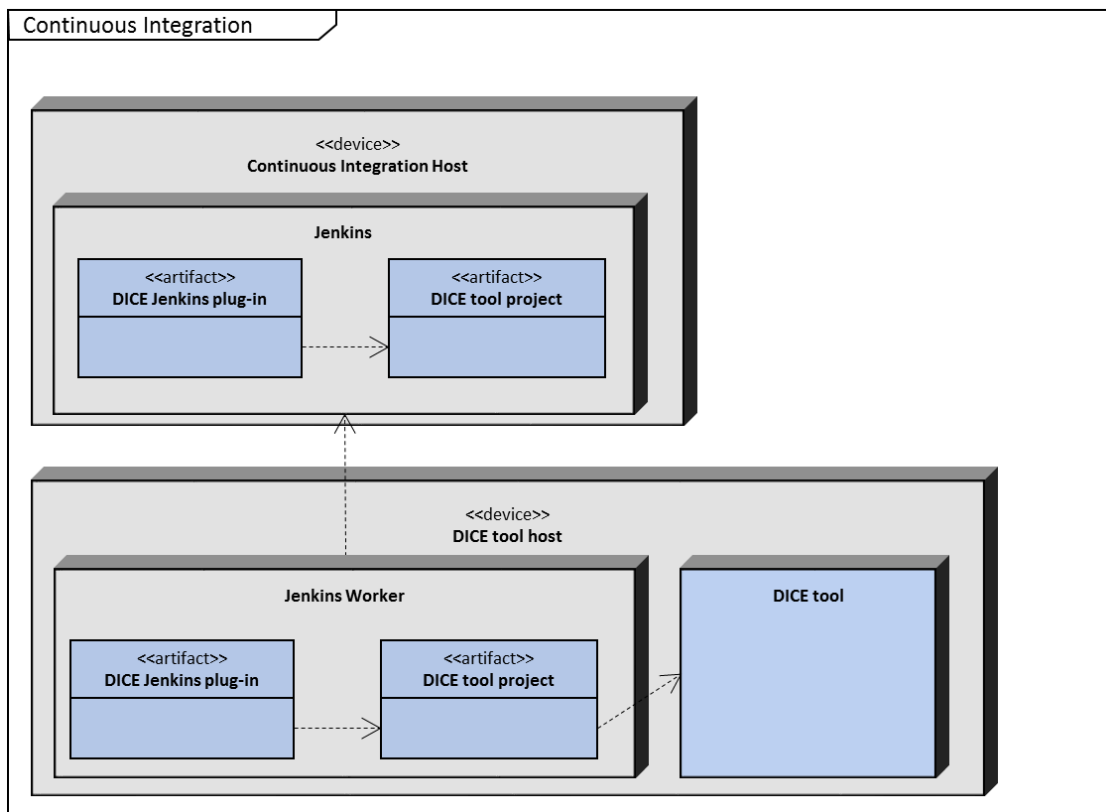 Continuous Integration
<<device>>
Continuous Integration Host
Jenkins
<<artifact>>
DICE Jenkins plug-in
<<artifact>>
DICE tool project
<<device>>
DICE tool host
Jenkins Worker
DICE tool
<<artifact>>
DICE Jenkins plug-in
<<artifact>>
DICE tool project